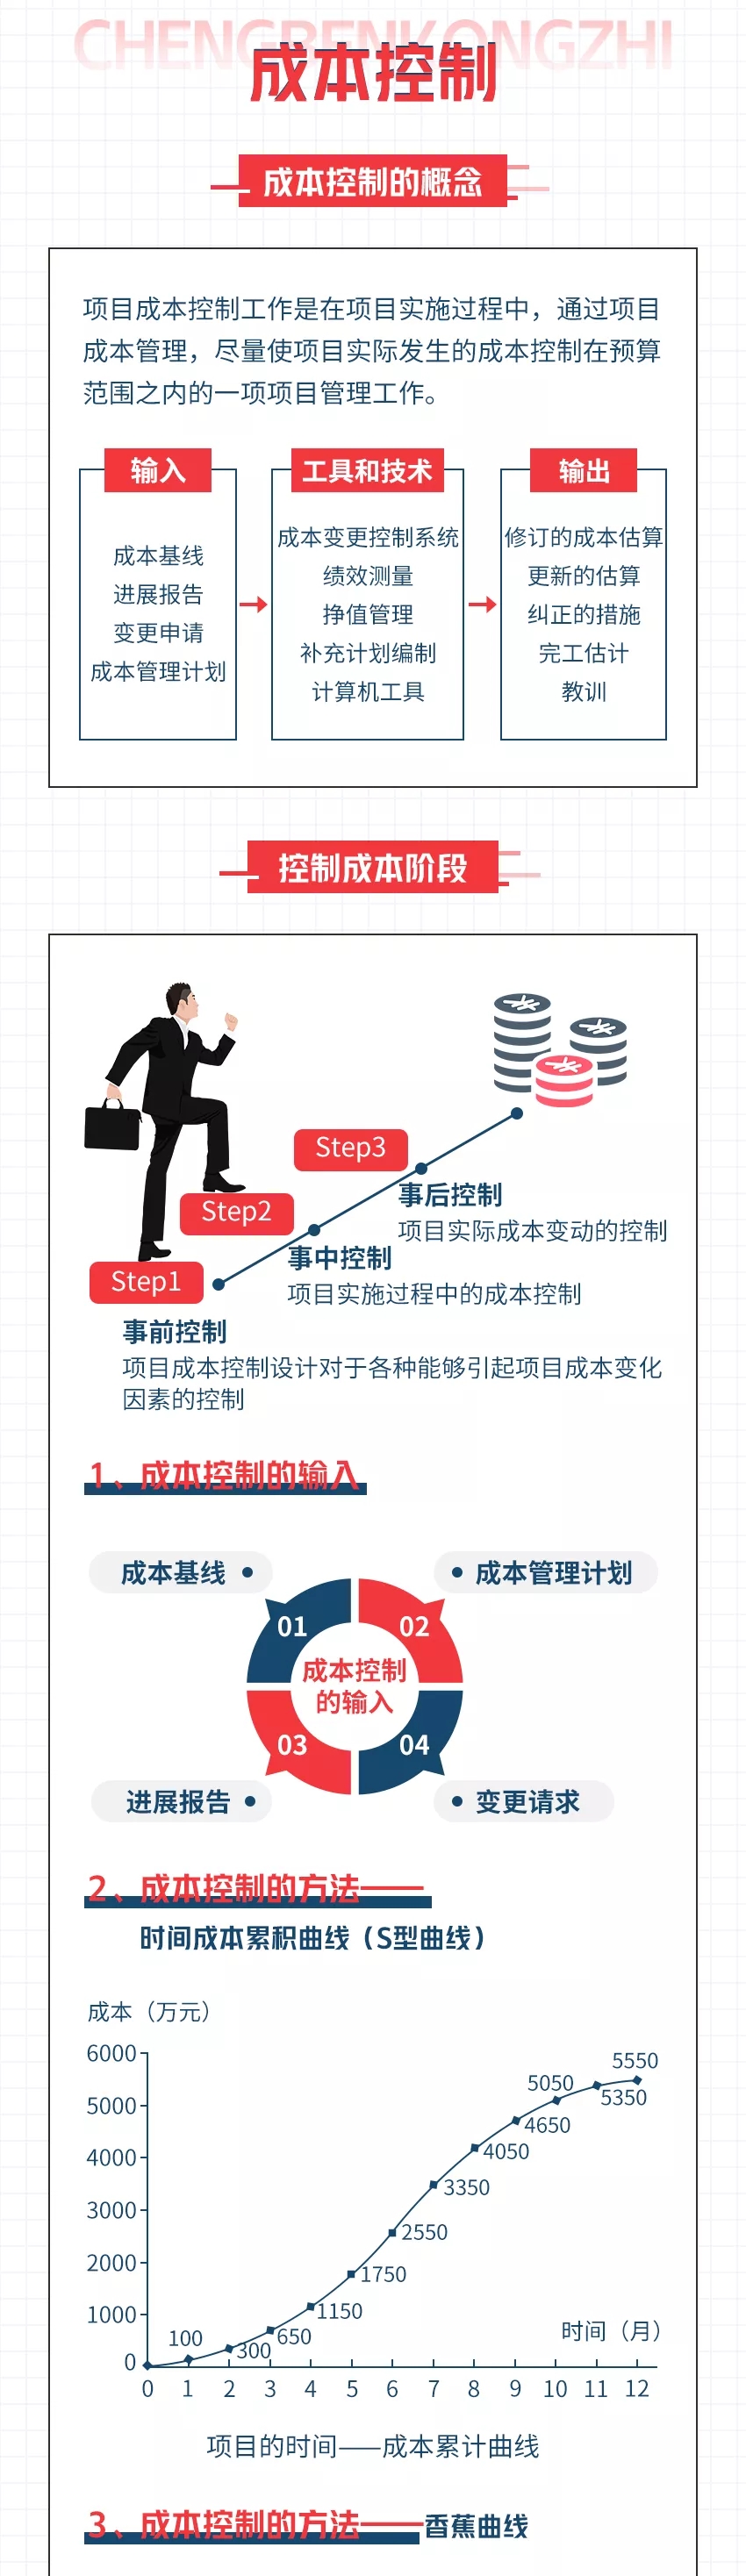 CHENGBENKONGZHI
成本控制
成本控制的概念
项目成本控制工作是在项目实施过程中，通过项目
成本管理，尽量使项目实际发生的成本控制在预算
范围之内的一项项目管理工作。
输入
成本基线
进展报告
变更申请
成本管理计划
工具和技术
成本变更控制系统
绩效测量
挣值管理
补充计划编制
计算机工具
输出
修订的成本估算
更新的估算
纠正的措施
完工估计
教训
控制成本阶段
Step3
事后控制
项目实际成本变动的控制
Step2
事中控制
项目实施过程中的成本控制
Step1
事前控制
项目成本控制设计对于各种能够引起项目成本变化
因素的控制
1、成本控制的输入
成本基线
成本管理计划
01
02
成本控制
的输入
03
04
进展报告
变更请求
2、成本控制的方法——
时间成本累积曲线（S型曲线）
成本（万元）
6000
5000
4000
3000
2000
1000
0
100
300
650
1150
1750
2550
3350
4050
4650
5050
5350
5550
时间（月）
0 1 2 3 4 5 6 7 8 9 10 11 12
项目的时间——成本累计曲线
3、成本控制的方法——香蕉曲线